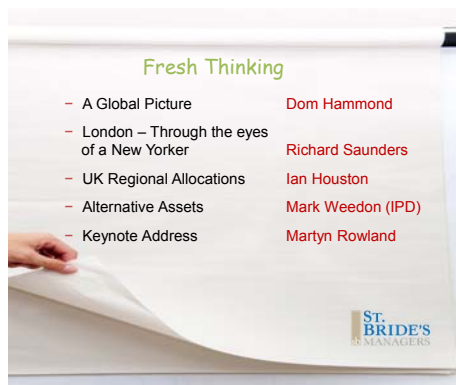 Fresh Thinking
– A Global Picture Dom Hammond
– London – Through the eyes
of a New Yorker Richard Saunders
– UK Regional Allocations Ian Houston
– Alternative Assets Mark Weedon (IPD)
– Keynote Address Martyn Rowland
ST.
BRIDE'S
sb MANAGERS